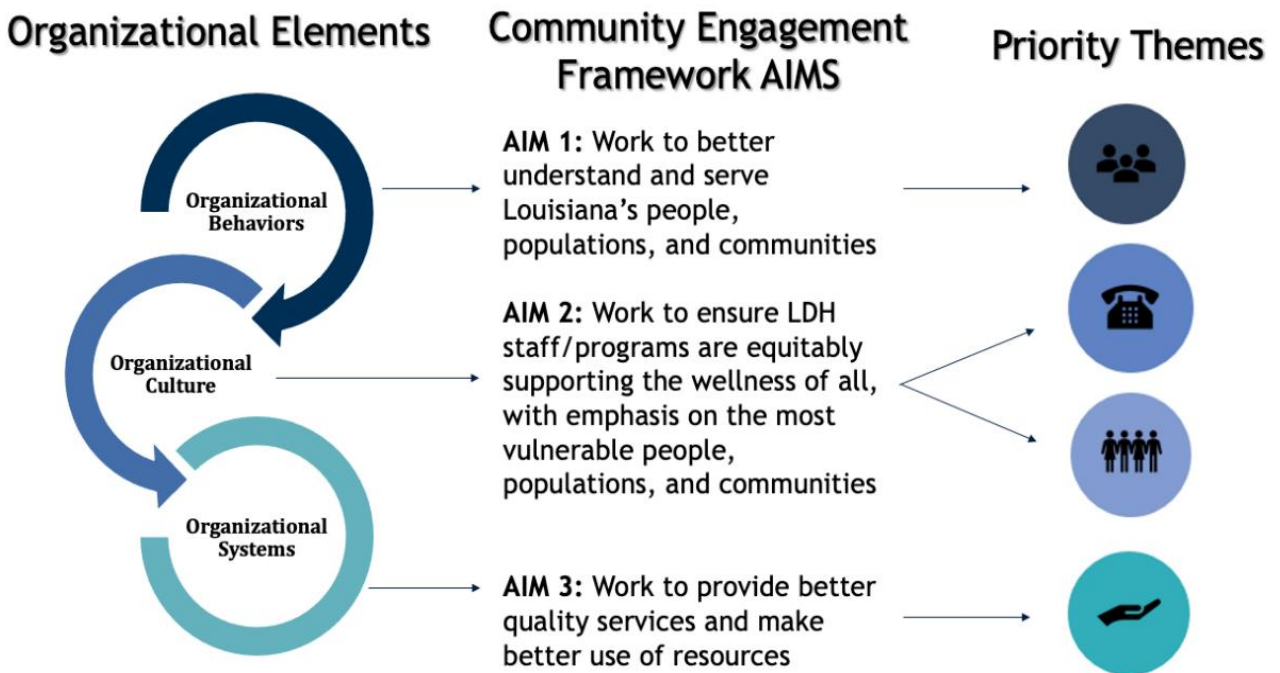 Organizational Elements
Community Engagement
Framework AIMS
Priority Themes
Organizational
Behaviors
Organizational
Culture
Organizational
Systems
AIM 1: Work to better
understand and serve
Louisiana’s people,
populations, and communities
AIM 2: Work to ensure LDH
staff/programs are equitably
supporting the wellness of all,
with emphasis on the most
vulnerable people,
populations, and communities
AIM 3: Work to provide better
quality services and make
better use of resources